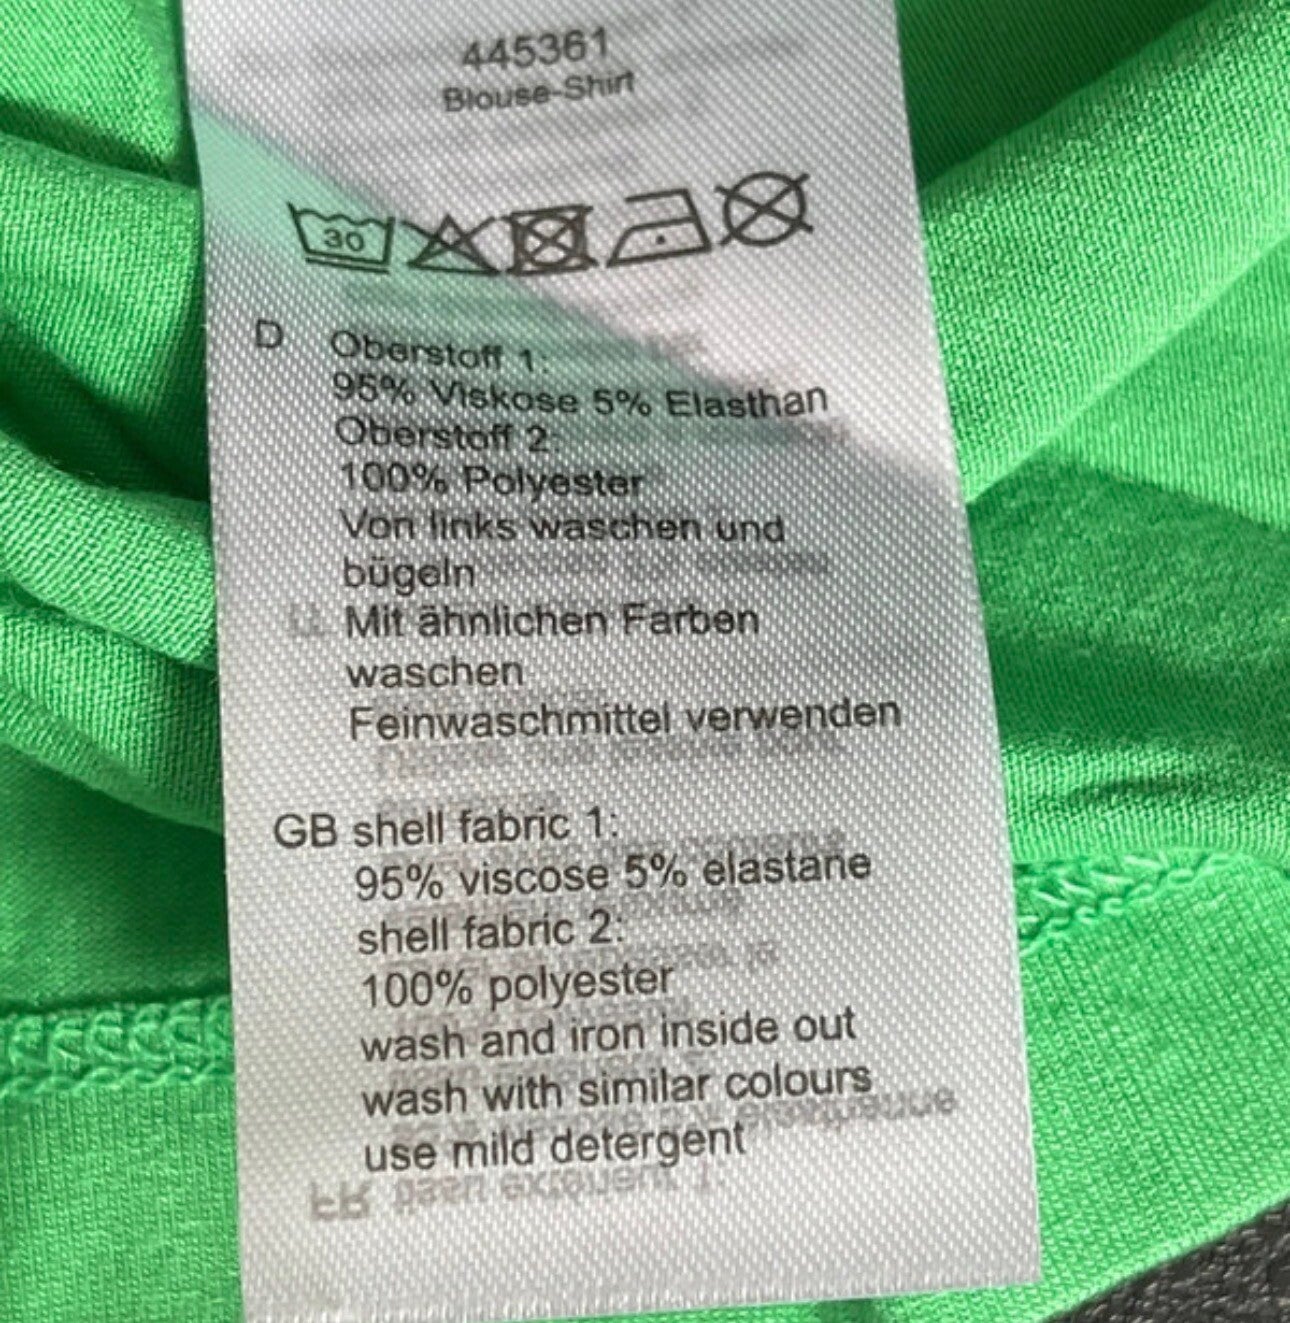 445361
Blouse-Shirt
30
D Oberstoff 1:
95% Viskose 5% Elasthan
Oberstoff 2:
100% Polyester
Von links waschen und
bügeln
Mit ähnlichen Farben
waschen
Feinwaschmittel verwenden
GB shell fabric 1:
95% viscose 5% elastane
shell fabric 2:
100% polyester
wash and iron inside out
wash with similar colours
use mild detergent